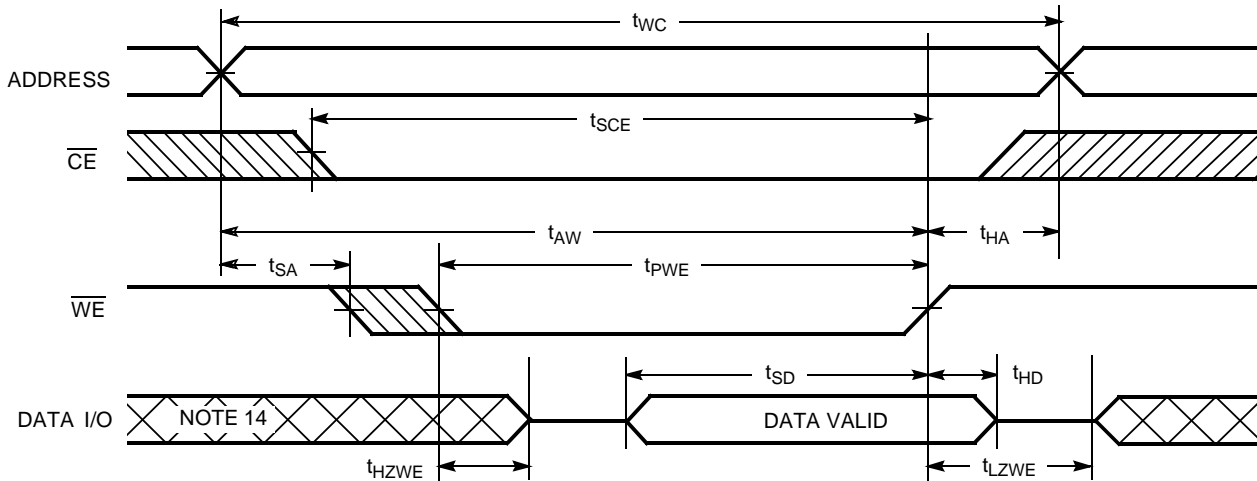 tWC
ADDRESS
tSCE
CE
tAW
tHA
tSA
tPWE
WE
tSD
tHD
DATA I/O
NOTE 14
DATA VALID
tHZWE
tLZWE